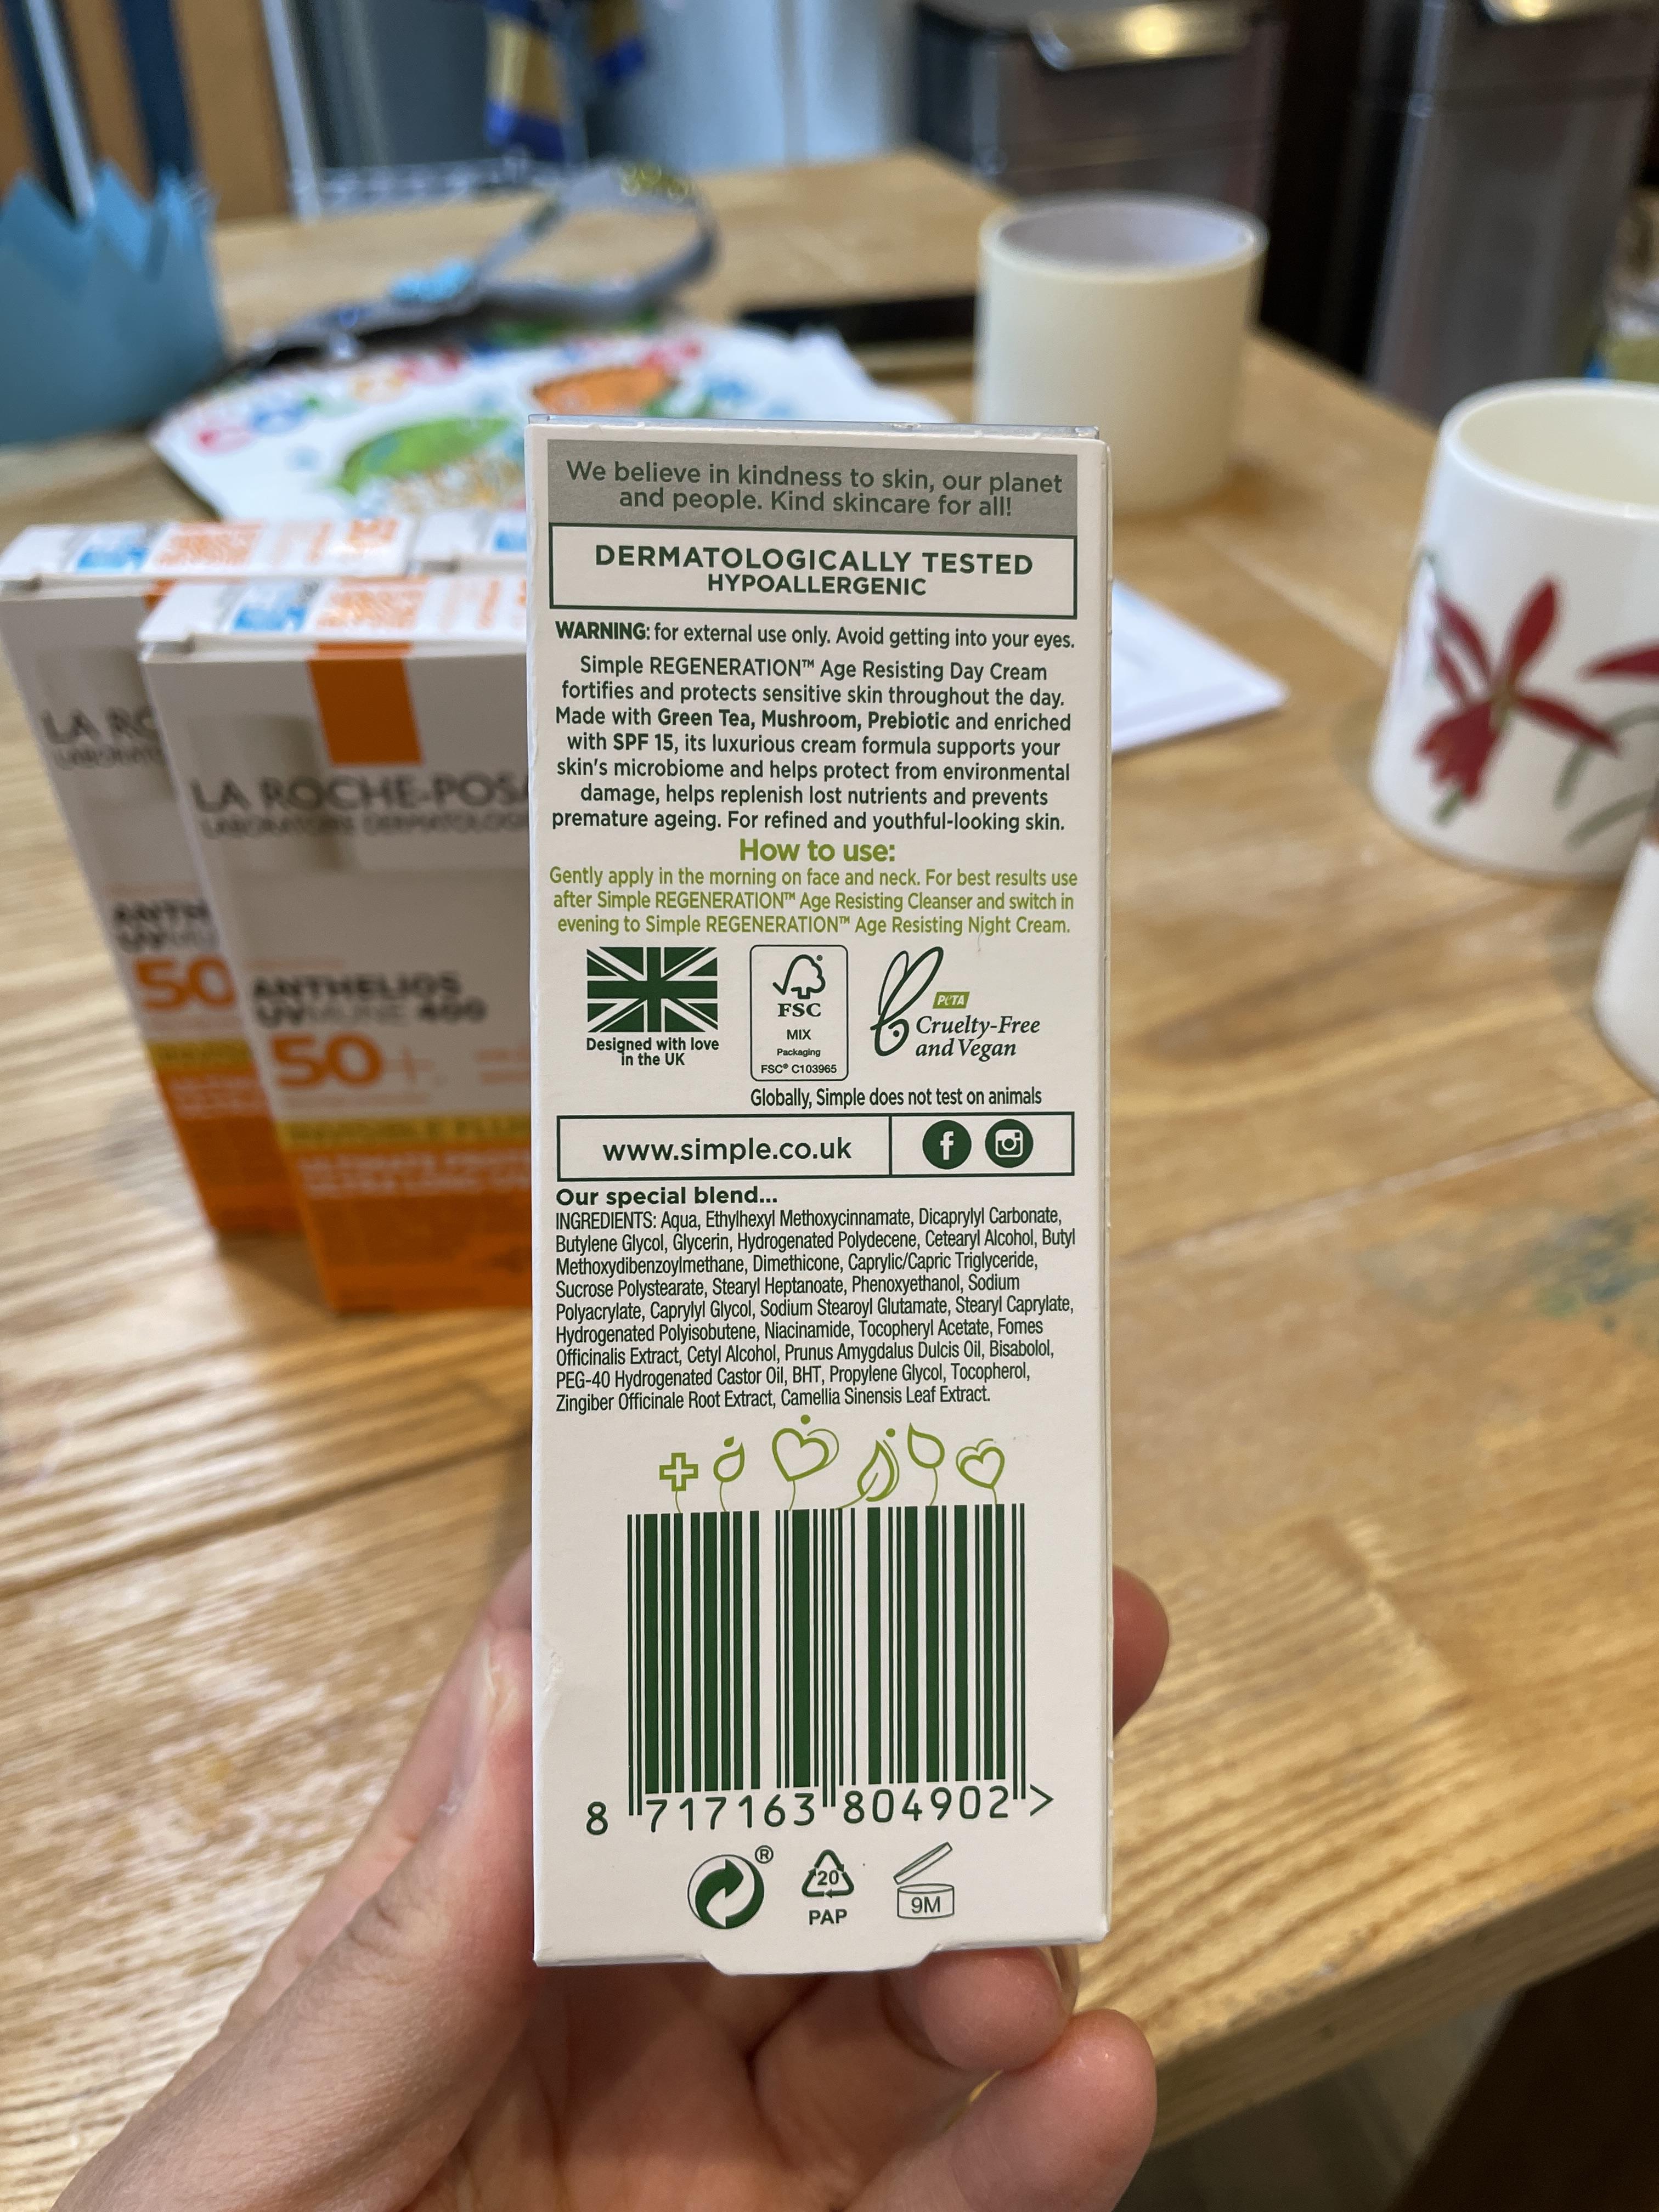 We believe in kindness to skin, our planet
and people. Kind skincare for all!
DERMATOLOGICALLY TESTED
HYPOALLERGENIC
WARNING: for external use only. Avoid getting into your eyes.
Simple REGENERATION™ Age Resisting Day Cream
fortifies and protects sensitive skin throughout the day.
Made with Green Tea, Mushroom, Prebiotic and enriched
with SPF 15, its luxurious cream formula supports your
skin's microbiome and helps protect from environmental
damage, helps replenish lost nutrients and prevents
premature ageing. For refined and youthful-looking skin.
How to use:
Gently apply in the morning on face and neck. For best results use
after Simple REGENERATION™ Age Resisting Cleanser and switch in
evening to Simple REGENERATION™ Age Resisting Night Cream.
Designed with love
in the UK
®
FSC
MIX
Packaging
FSC® C103965
PETA
Cruelty-Free
and Vegan
Globally, Simple does not test on animals
www.simple.co.uk
f
Our special blend...
INGREDIENTS: Aqua, Ethylhexyl Methoxycinnamate, Dicaprylyl Carbonate,
Butylene Glycol, Glycerin, Hydrogenated Polydecene, Cetearyl Alcohol, Butyl
Methoxydibenzoylmethane, Dimethicone, Caprylic/Capric Triglyceride,
Sucrose Polystearate, Stearyl Heptanoate, Phenoxyethanol, Sodium
Polyacrylate, Caprylyl Glycol, Sodium Stearoyl Glutamate, Stearyl Caprylate,
Hydrogenated Polyisobutene, Niacinamide, Tocopheryl Acetate, Fomes
Officinalis Extract, Cetyl Alcohol, Prunus Amygdalus Dulcis Oil, Bisabolol,
PEG-40 Hydrogenated Castor Oil, BHT, Propylene Glycol, Tocopherol,
Zingiber Officinale Root Extract, Camellia Sinensis Leaf Extract.
8 717163 804902 >
®
20
PAP
9M
LA RO
ANTH
50
LA ROCHE-POS
ANTHELIOS
UVMUNE 400
50+